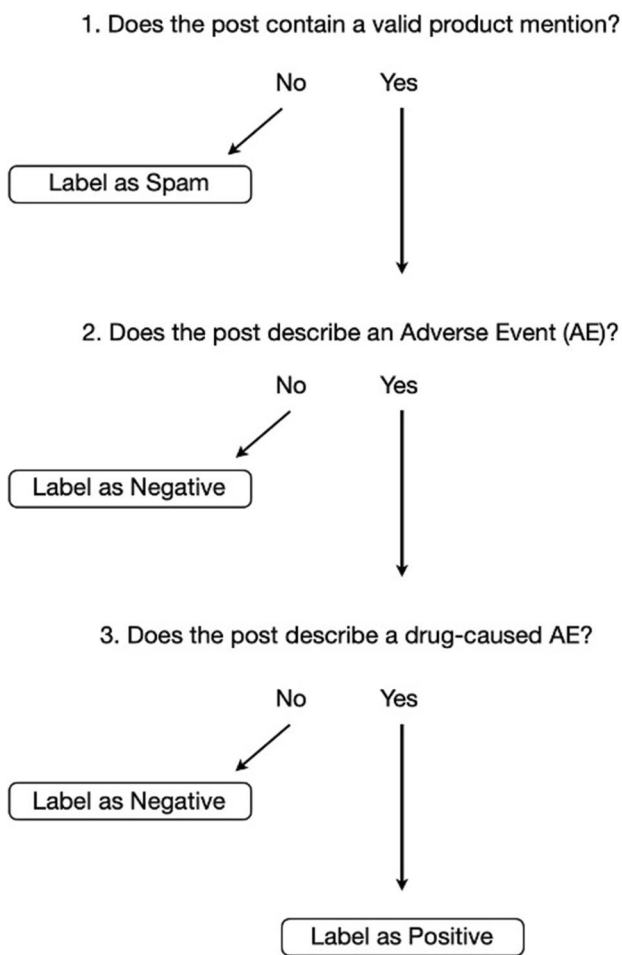 1. Does the post contain a valid product mention?
No Yes
Label as Spam
2. Does the post describe an Adverse Event (AE)?
No Yes
Label as Negative
3. Does the post describe a drug-caused AE?
No Yes
Label as Negative
Label as Positive